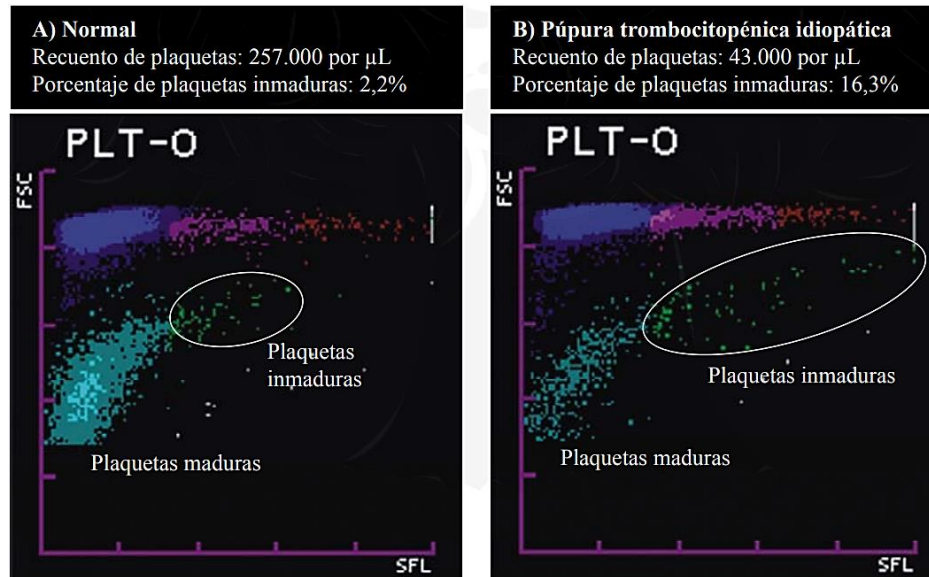 A) Normal
Recuento de plaquetas: 257.000 por µL
Porcentaje de plaquetas inmaduras: 2,2%
PLT-O
FSC
Plaquetas
inmaduras
Plaquetas maduras
SFL
B) Púpura trombocitopénica idiopática
Recuento de plaquetas: 43.000 por µL
Porcentaje de plaquetas inmaduras: 16,3%
PLT-O
FSC
Plaquetas inmaduras
Plaquetas maduras
SFL